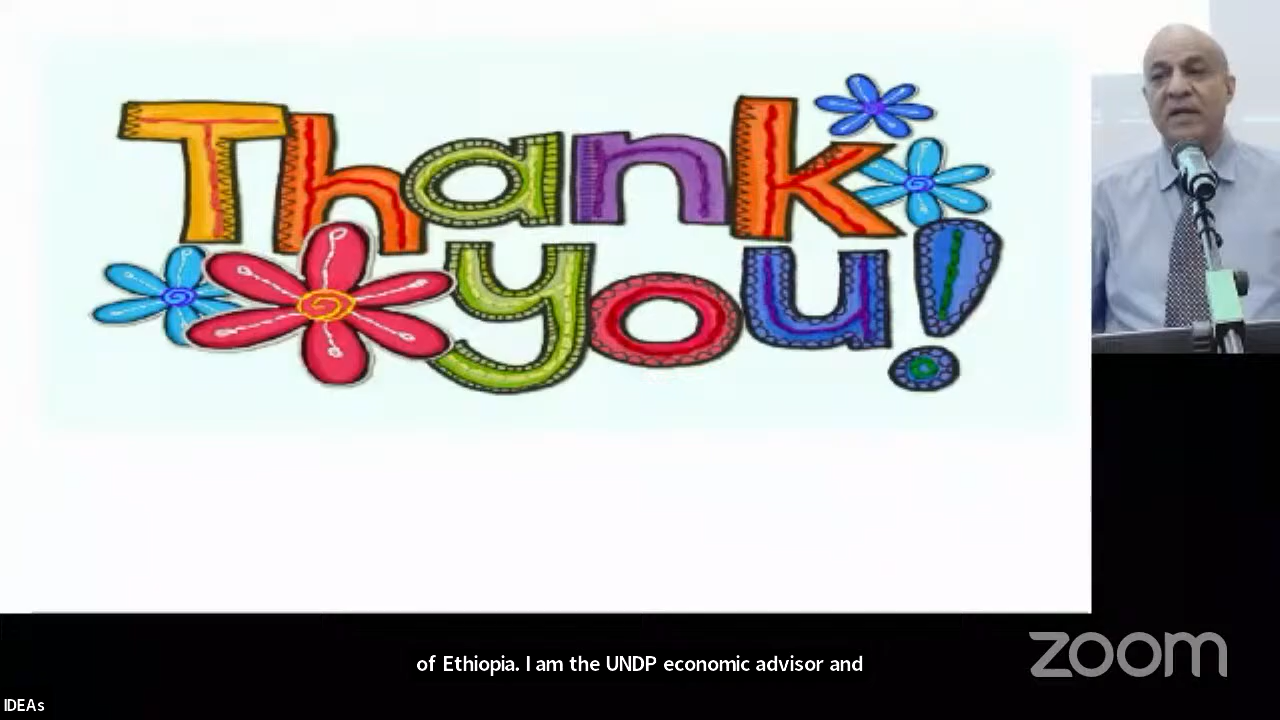 Thank
you!
of Ethiopia. I am the UNDP economic advisor and
zoom
IDEAs